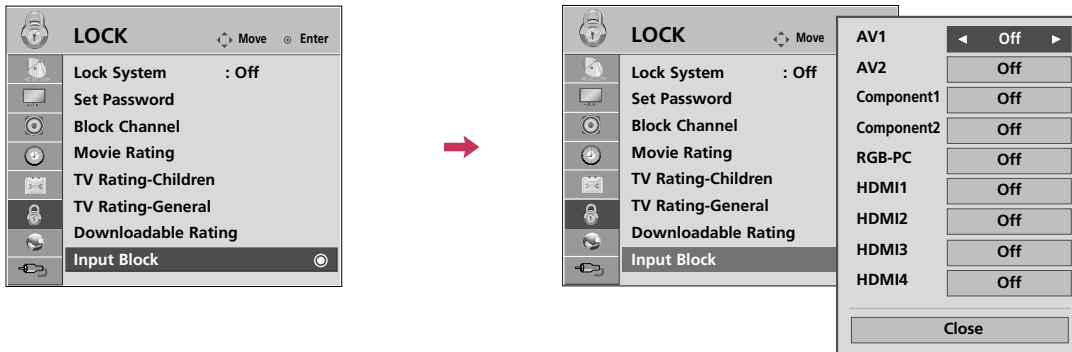 LOCK
Move Enter
Lock System : Off
Set Password
Block Channel
Movie Rating
TV Rating-Children
TV Rating-General
Downloadable Rating
Input Block
LOCK
Move
Lock System : Off
Set Password
Block Channel
Movie Rating
TV Rating-Children
TV Rating-General
Downloadable Rating
Input Block
AV1 Off
AV2 Off
Component1 Off
Component2 Off
RGB-PC Off
HDMI1 Off
HDMI2 Off
HDMI3 Off
HDMI4 Off
Close